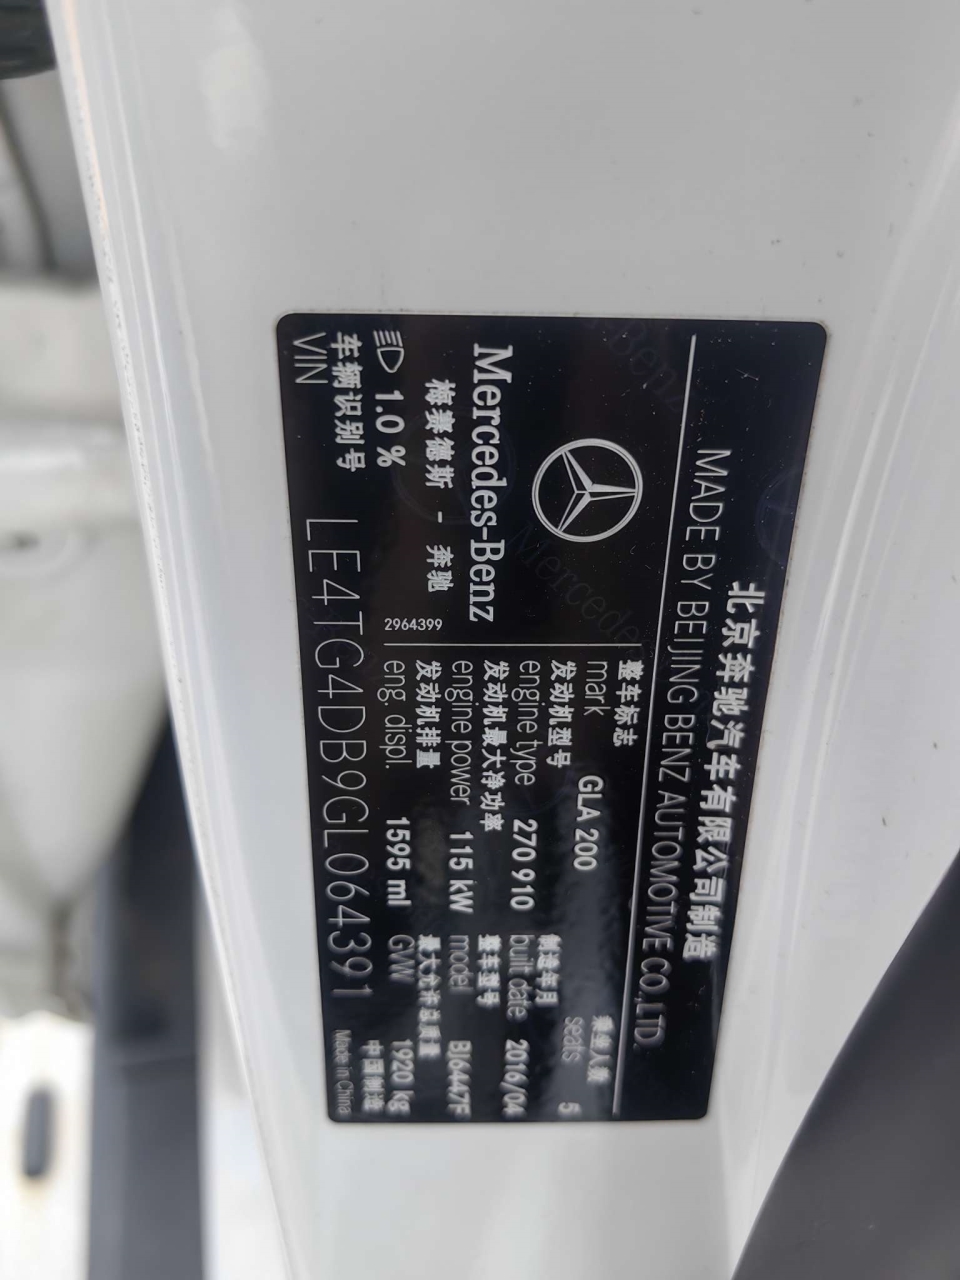 北京奔驰汽车有限公司制造
MADE BY BEIJING BENZ AUTOMOTIVE CO.,LTD.
Mercedes-Benz
梅赛德斯 - 奔驰
1.0 %
2964399
整车标志
mark GLA 200
乘坐人数
seats 5
发动机型号
engine type 270 910
制造年月
built date 2016/04
发动机最大净功率
engine power 115 kW
整车型号
model BJ6447F
发动机排量
eng. displ. 1595 ml
最大允许总质量
GVW 1920 kg
车辆识别号
VIN LE4TG4DB9GL064391
中国制造
Made in China